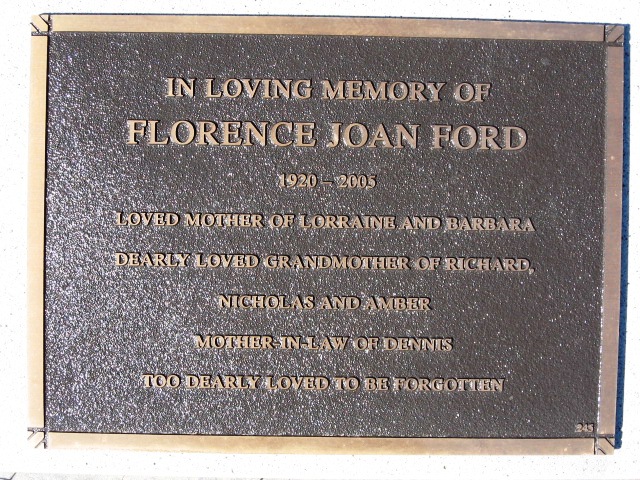 IN LOVING MEMORY OF
FLORENCE JOAN FORD
1920 – 2005
LOVED MOTHER OF LORRAINE AND BARBARA
DEARLY LOVED GRANDMOTHER OF RICHARD,
NICHOLAS AND AMBER
MOTHER-IN-LAW OF DENNIS
TOO DEARLY LOVED TO BE FORGOTTEN
245